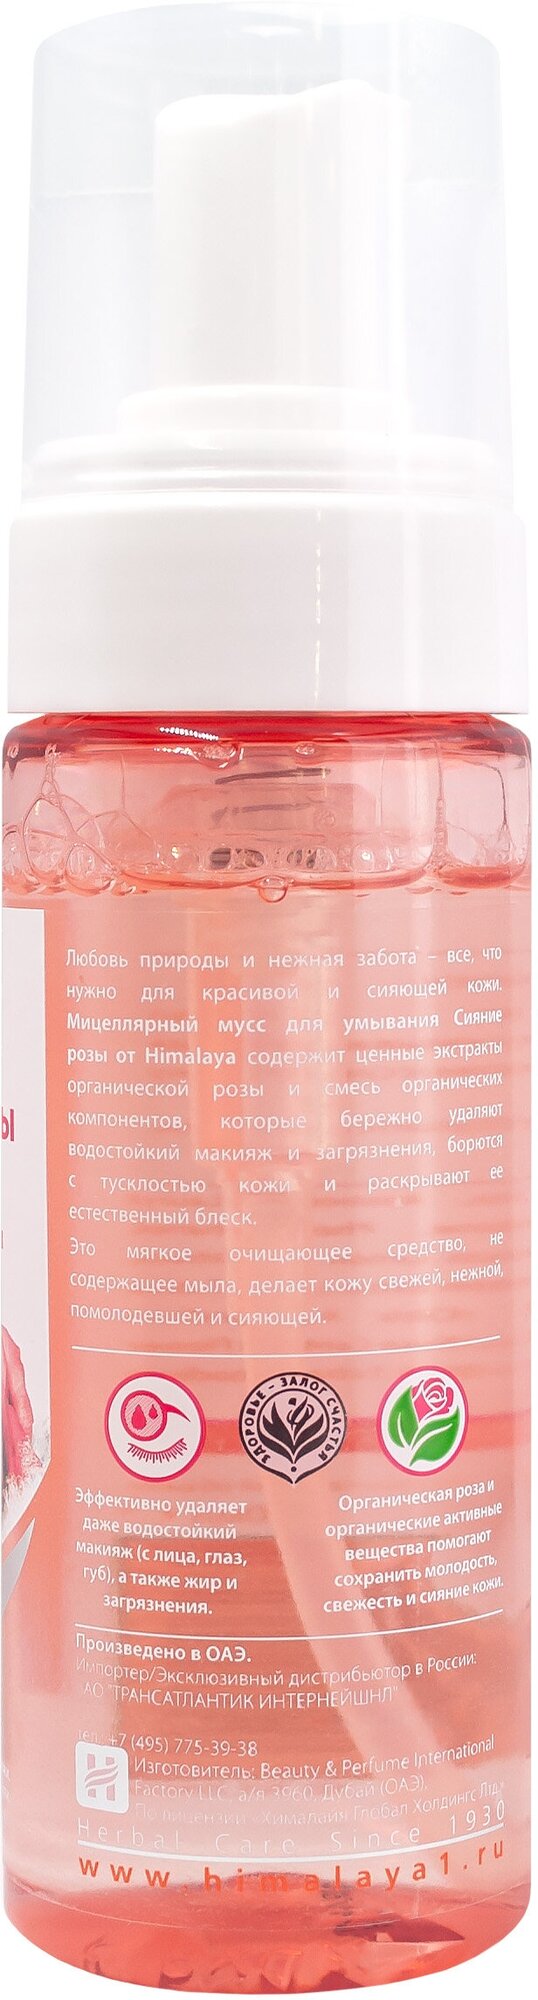 ы
Любовь природы и нежная забота – все, что
нужно для красивой и сияющей кожи.
Мицеллярный мусс для умывания Сияние
розы от Himalaya содержит ценные экстракты
органической розы и смесь органических
компонентов, которые бережно удаляют
водостойкий макияж и загрязнения, борются
с тусклостью кожи и раскрывают ее
естественный блеск.
Это мягкое очищающее средство, не
содержащее мыла, делает кожу свежей, нежной,
помолодевшей и сияющей.
ЗДОРОВЬЕ - ЗАЛОГ СЧАСТЬЯ
Эффективно удаляет
даже водостойкий
макияж (с лица, глаз,
губ), а также жир и
загрязнения.
Органическая роза и
органические активные
вещества помогают
сохранить молодость,
свежесть и сияние кожи.
Произведено в ОАЭ.
Импортер/Эксклюзивный дистрибьютор в России:
АО "ТРАНСАТЛАНТИК ИНТЕРНЕЙШНЛ"
тел.: +7 (495) 775-39-38
Изготовитель: Beauty & Perfume International
Factory LLC, а/я 3960, Дубай (ОАЭ).
По лицензии «Хималайя Глобал Холдингс Лтд.»
Herbal Care Since 1930
www.himalaya1.ru